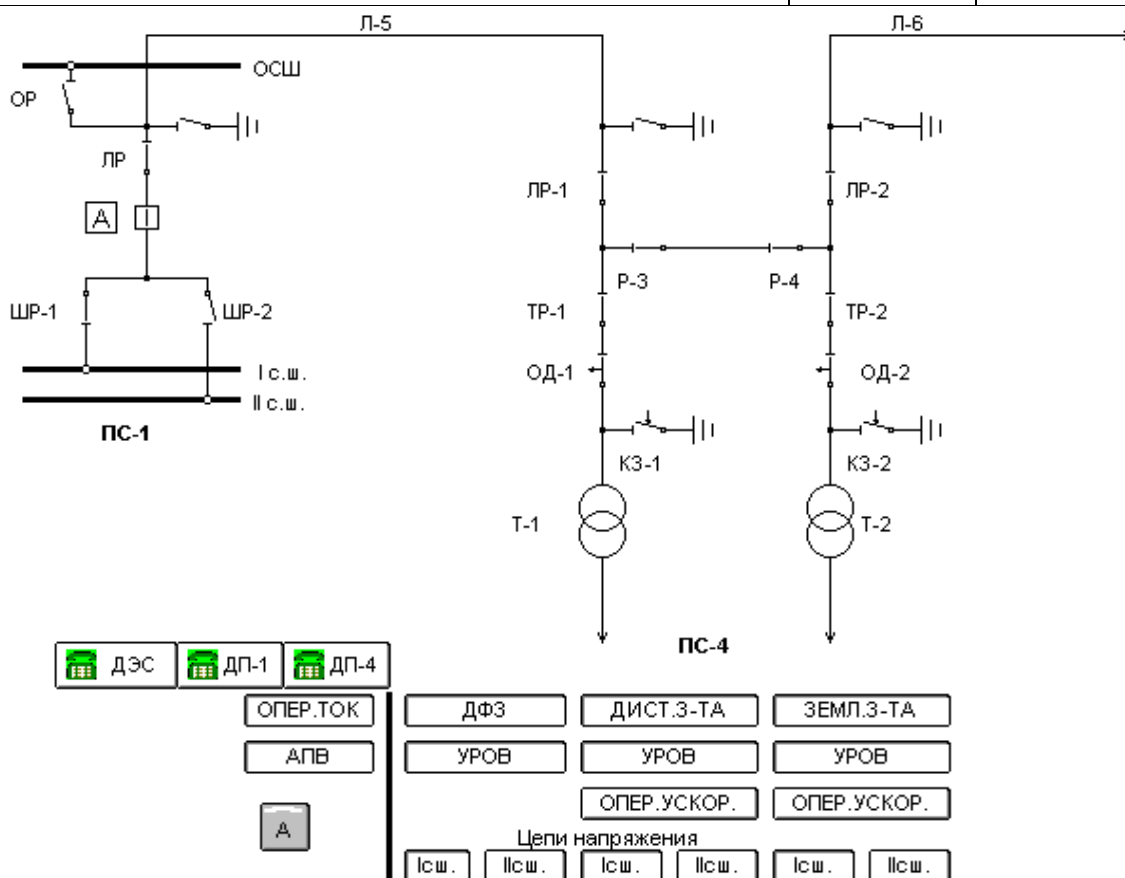 Л-5 Л-6
ОСШ
ОР
ЛР
ЛР-1 ЛР-2
А
Р-3 Р-4
ШР-1 ШР-2 ТР-1 ТР-2
I с.ш. ОД-1 ОД-2
II с.ш.
ПС-1
КЗ-1 КЗ-2
Т-1 Т-2
ПС-4
ДЭС ДП-1 ДП-4
ОПЕР.ТОК ДФЗ ДИСТ.З-ТА ЗЕМЛ.З-ТА
АПВ УРОВ УРОВ УРОВ
ОПЕР.УСКОР. ОПЕР.УСКОР.
А
Цепи напряжения
Iсш. IIсш. Iсш. IIсш. Iсш. IIсш.